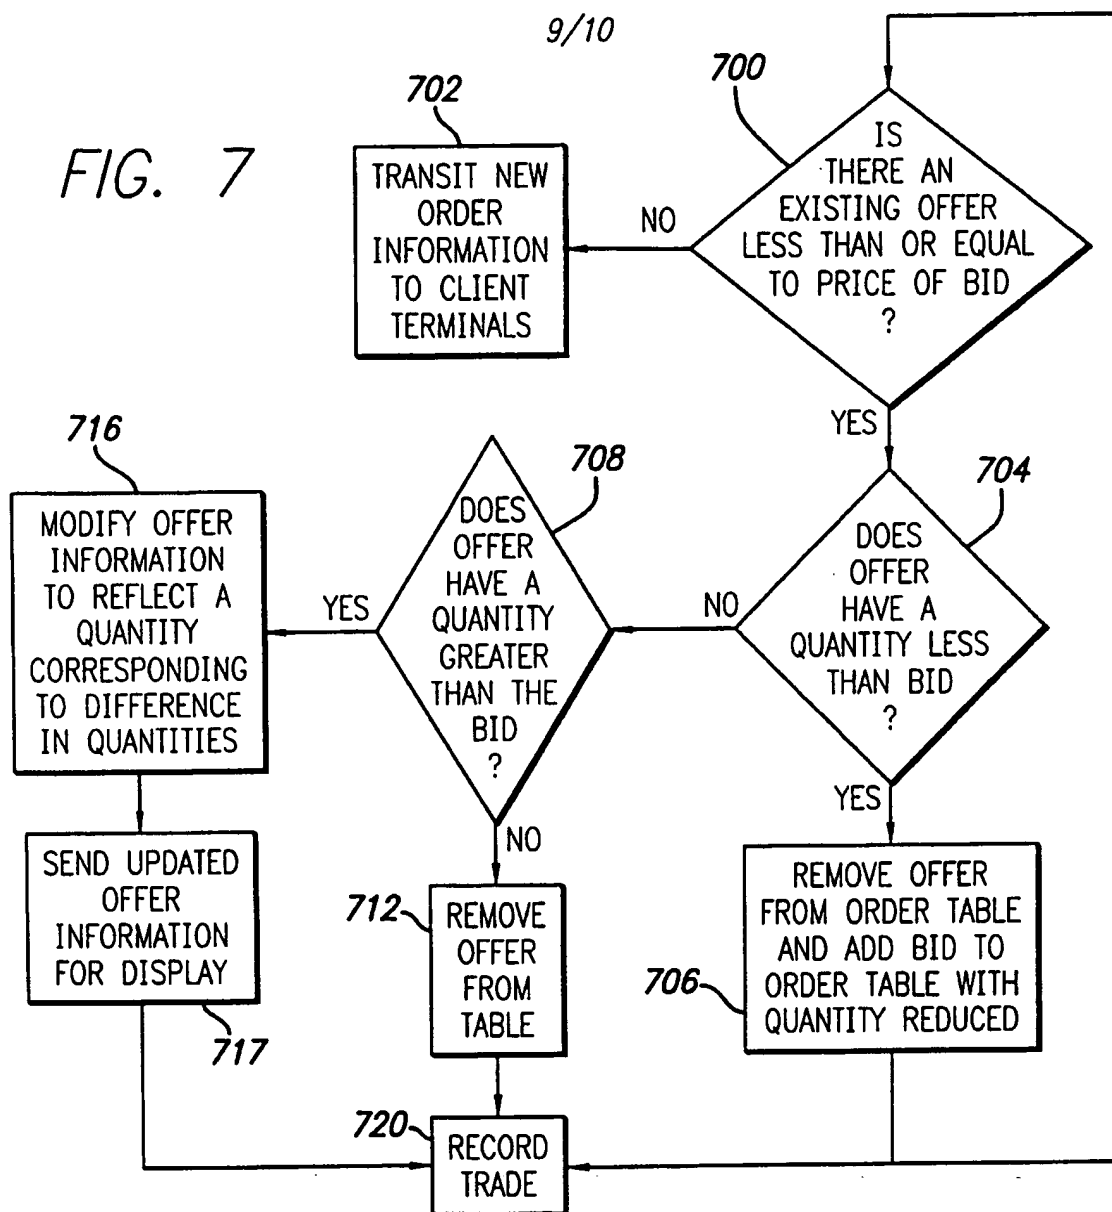 9/10
FIG. 7
700
IS
THERE AN
EXISTING OFFER
LESS THAN OR EQUAL
TO PRICE OF BID
?
NO
YES
702
TRANSIT NEW
ORDER
INFORMATION
TO CLIENT
TERMINALS
704
DOES
OFFER
HAVE A
QUANTITY LESS
THAN BID
?
NO
YES
708
DOES
OFFER
HAVE A
QUANTITY
GREATER
THAN THE
BID
?
YES
NO
716
MODIFY OFFER
INFORMATION
TO REFLECT A
QUANTITY
CORRESPONDING
TO DIFFERENCE
IN QUANTITIES
SEND UPDATED
OFFER
INFORMATION
FOR DISPLAY
717
712
REMOVE
OFFER
FROM
TABLE
706
REMOVE OFFER
FROM ORDER TABLE
AND ADD BID TO
ORDER TABLE WITH
QUANTITY REDUCED
720
RECORD
TRADE